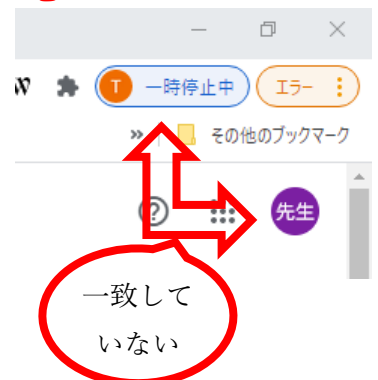 T 一時停止中 エラー
» その他のブックマーク
? 先生
一致して
いない